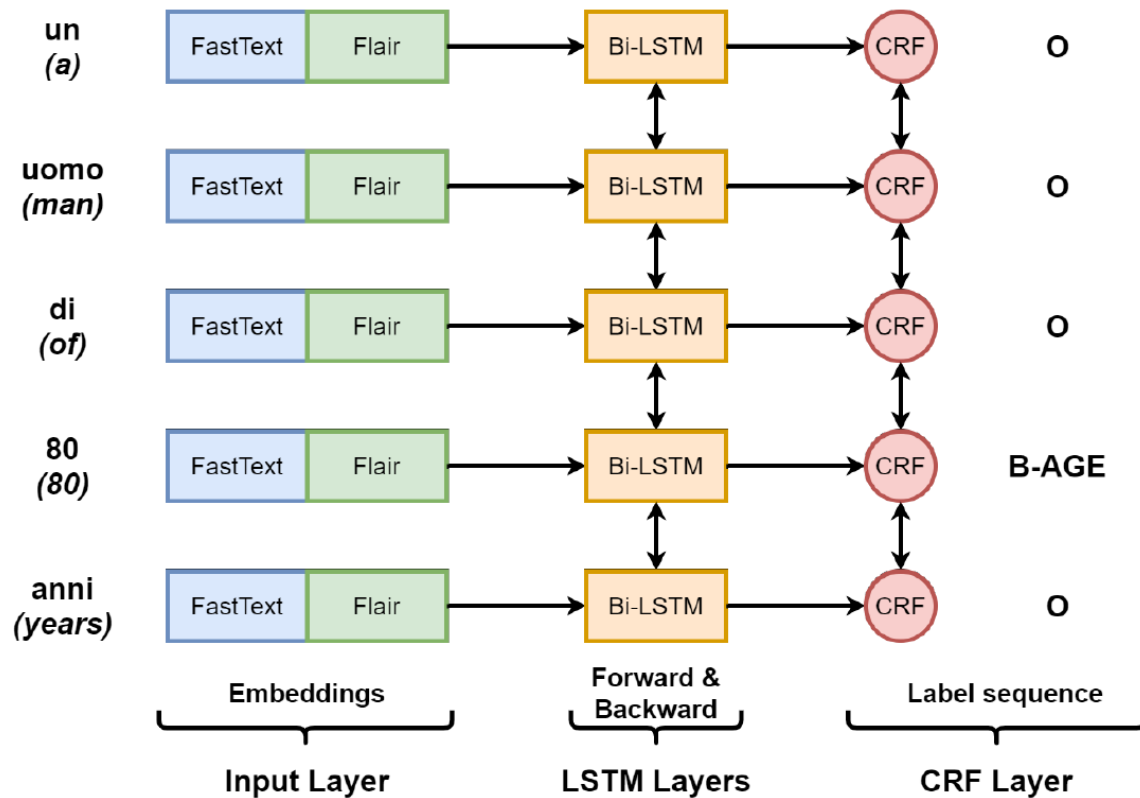 un
(a)
FastText Flair Bi-LSTM CRF O
uomo
(man)
FastText Flair Bi-LSTM CRF O
di
(of)
FastText Flair Bi-LSTM CRF O
80
(80)
FastText Flair Bi-LSTM CRF B-AGE
anni
(years)
FastText Flair Bi-LSTM CRF O
Embeddings
Forward &
Backward
Label sequence
Input Layer
LSTM Layers
CRF Layer